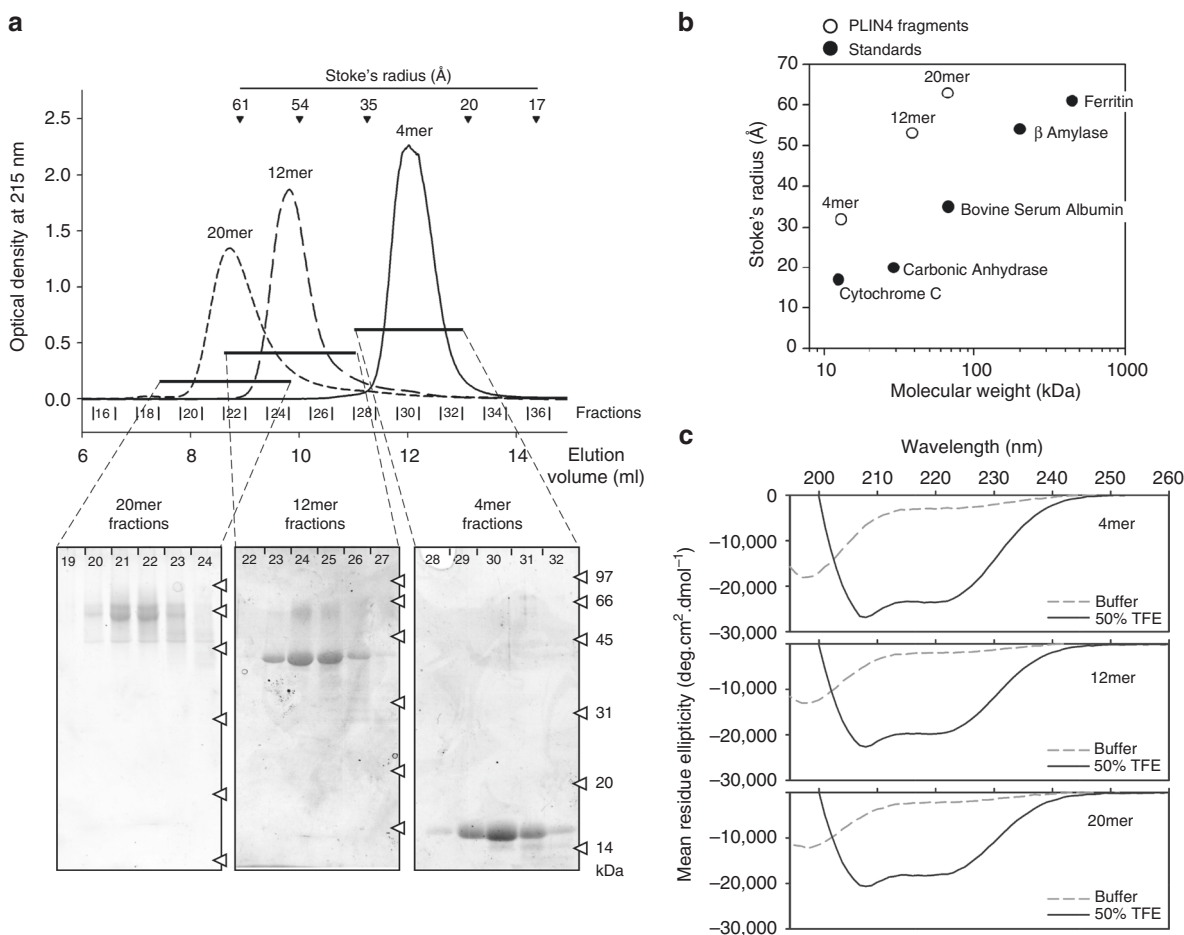 a
Stoke's radius (Å)
61 54 35 20 17
Optical density at 215 nm
2.5
2.0
1.5
1.0
0.5
0.0
4mer
12mer
20mer
16 18 20 22 24 26 28 30 32 34 36 Fractions
6 8 10 12 14 Elution
volume (ml)
20mer
fractions
12mer
fractions
4mer
fractions
19 20 21 22 23 24
22 23 24 25 26 27
28 29 30 31 32
97
66
45
31
20
14
kDa
b
PLIN4 fragments
Standards
Stoke's radius (Å)
70
60
50
40
30
20
10
0
20mer
12mer
4mer
Ferritin
β Amylase
Bovine Serum Albumin
Carbonic Anhydrase
Cytochrome C
10 100 1000
Molecular weight (kDa)
c
Wavelength (nm)
200 210 220 230 240 250 260
Mean residue ellipticity (deg.cm².dmol⁻¹)
0
−10,000
−20,000
−30,000
4mer
Buffer
50% TFE
−10,000
−20,000
−30,000
12mer
Buffer
50% TFE
−10,000
−20,000
−30,000
20mer
Buffer
50% TFE